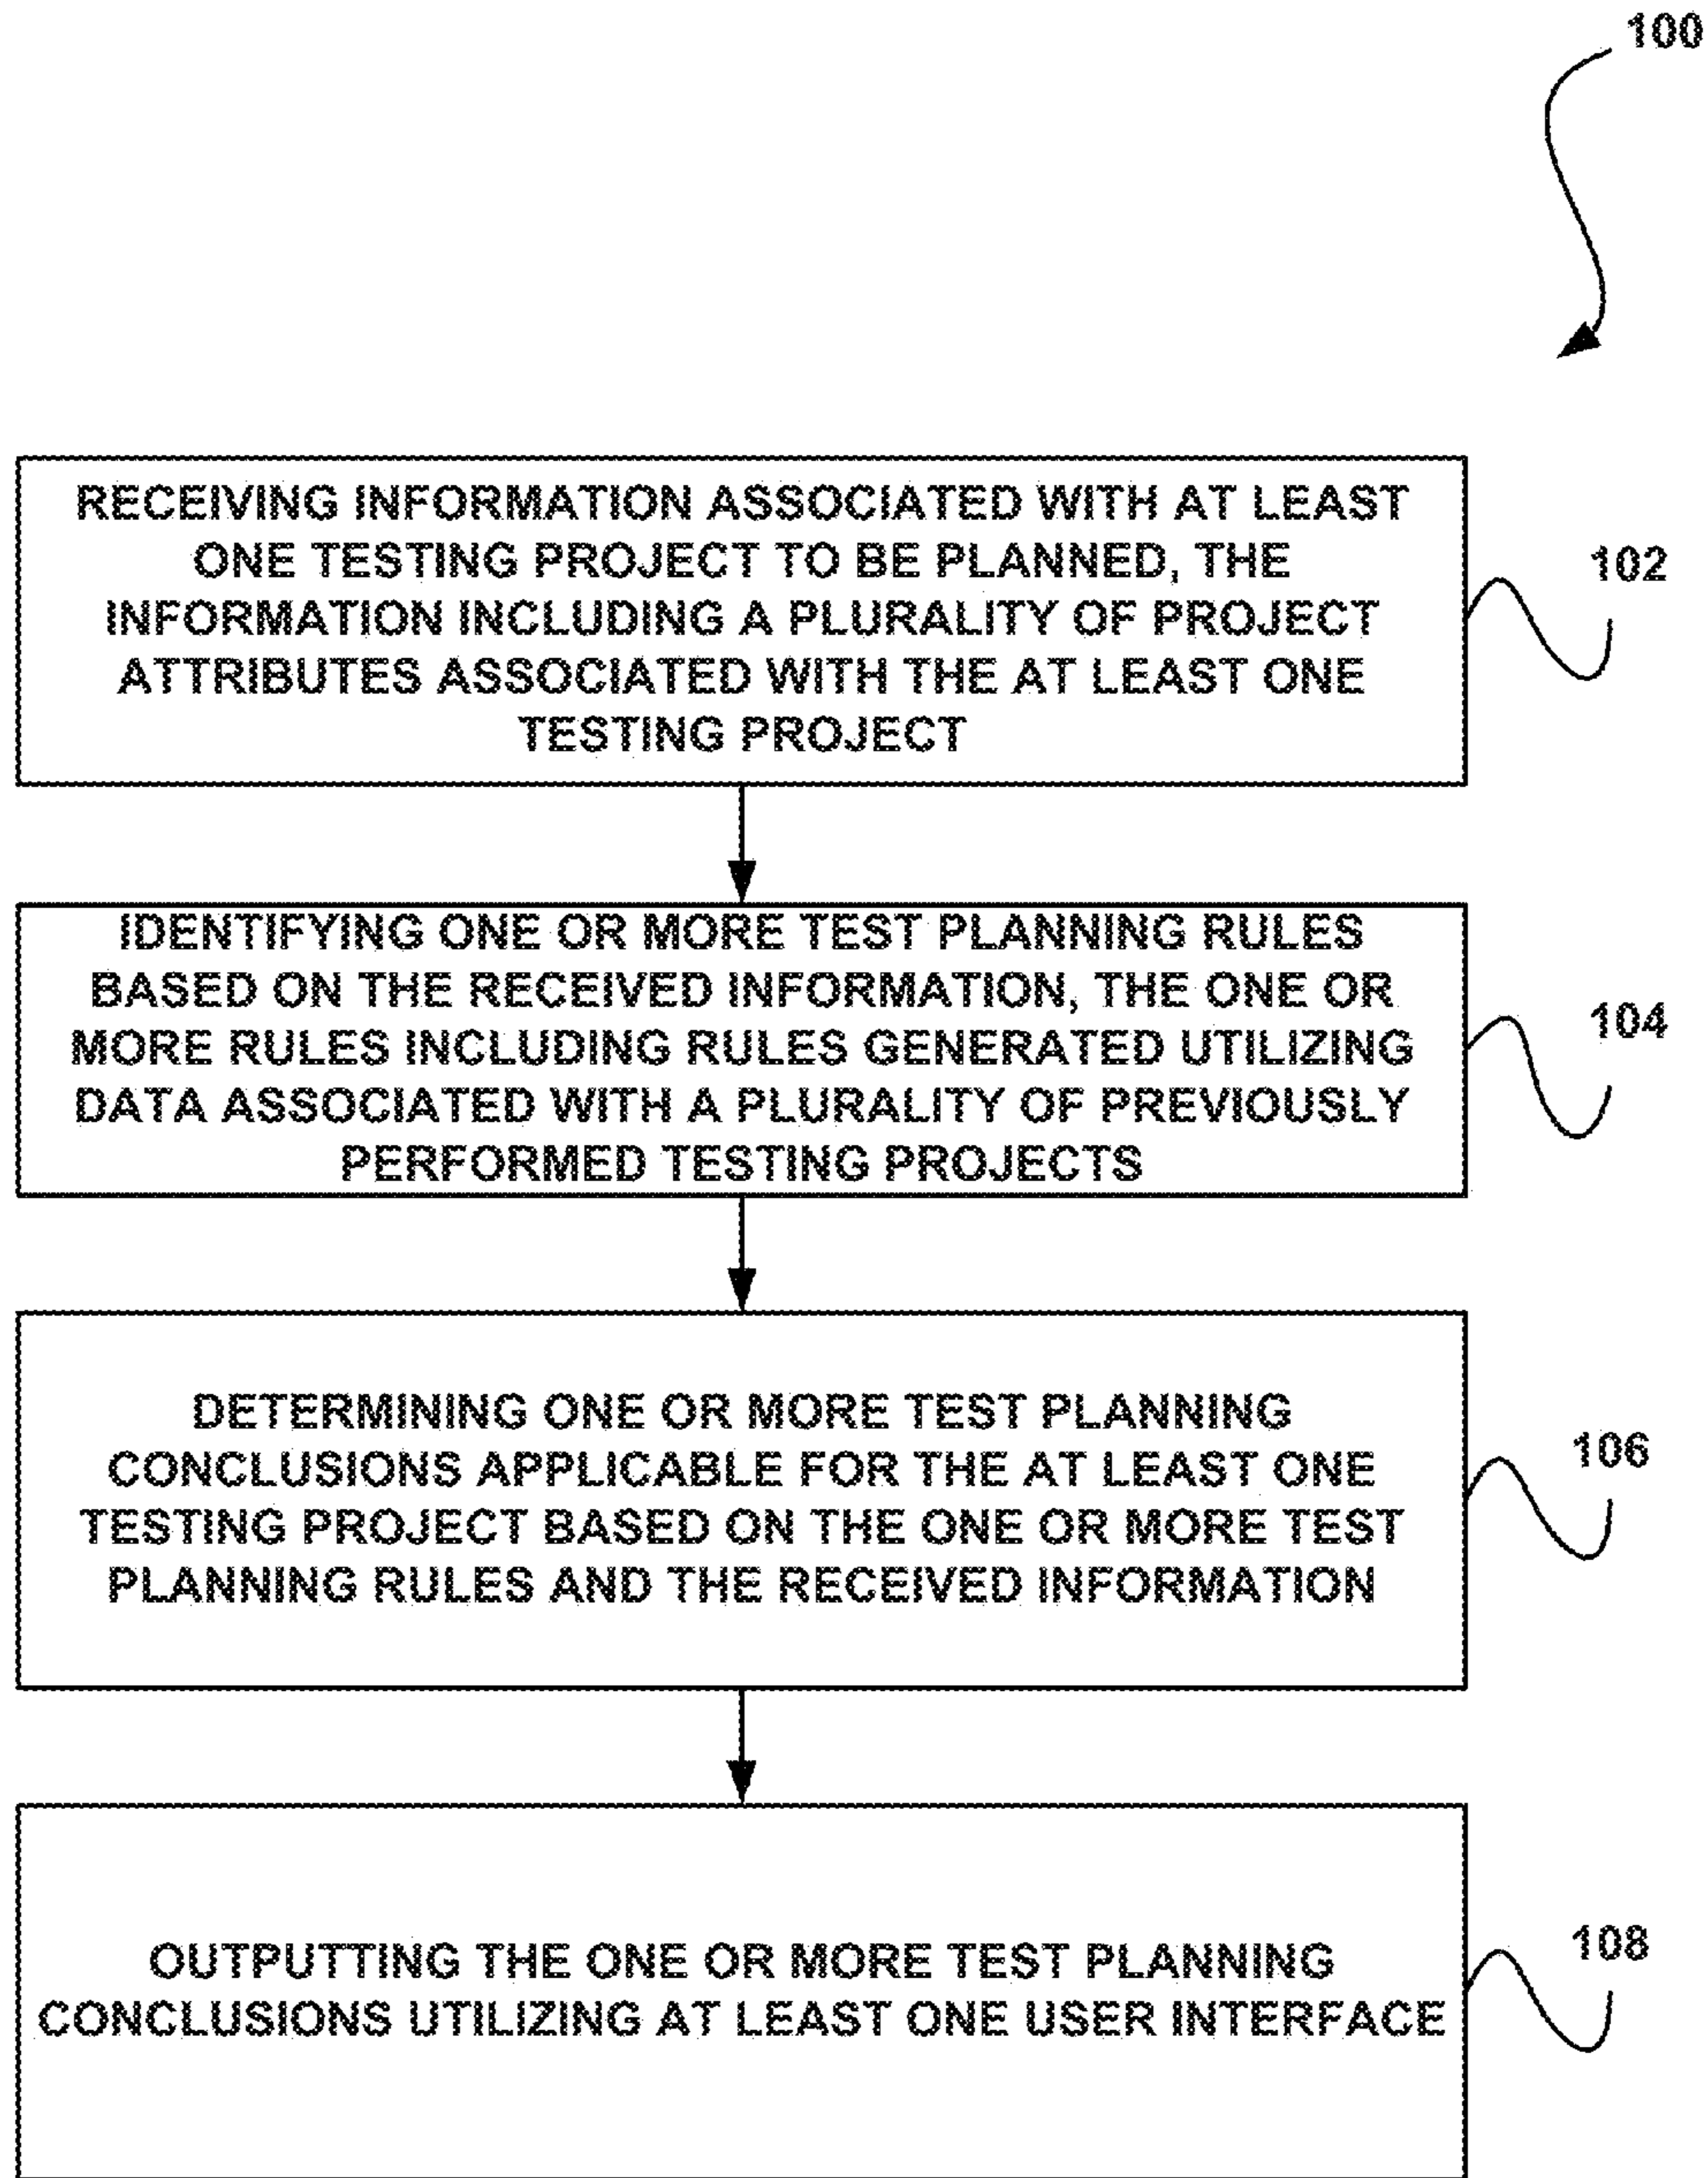 100
RECEIVING INFORMATION ASSOCIATED WITH AT LEAST
ONE TESTING PROJECT TO BE PLANNED, THE
INFORMATION INCLUDING A PLURALITY OF PROJECT
ATTRIBUTES ASSOCIATED WITH THE AT LEAST ONE
TESTING PROJECT
102
IDENTIFYING ONE OR MORE TEST PLANNING RULES
BASED ON THE RECEIVED INFORMATION, THE ONE OR
MORE RULES INCLUDING RULES GENERATED UTILIZING
DATA ASSOCIATED WITH A PLURALITY OF PREVIOUSLY
PERFORMED TESTING PROJECTS
104
DETERMINING ONE OR MORE TEST PLANNING
CONCLUSIONS APPLICABLE FOR THE AT LEAST ONE
TESTING PROJECT BASED ON THE ONE OR MORE TEST
PLANNING RULES AND THE RECEIVED INFORMATION
106
OUTPUTTING THE ONE OR MORE TEST PLANNING
CONCLUSIONS UTILIZING AT LEAST ONE USER INTERFACE
108